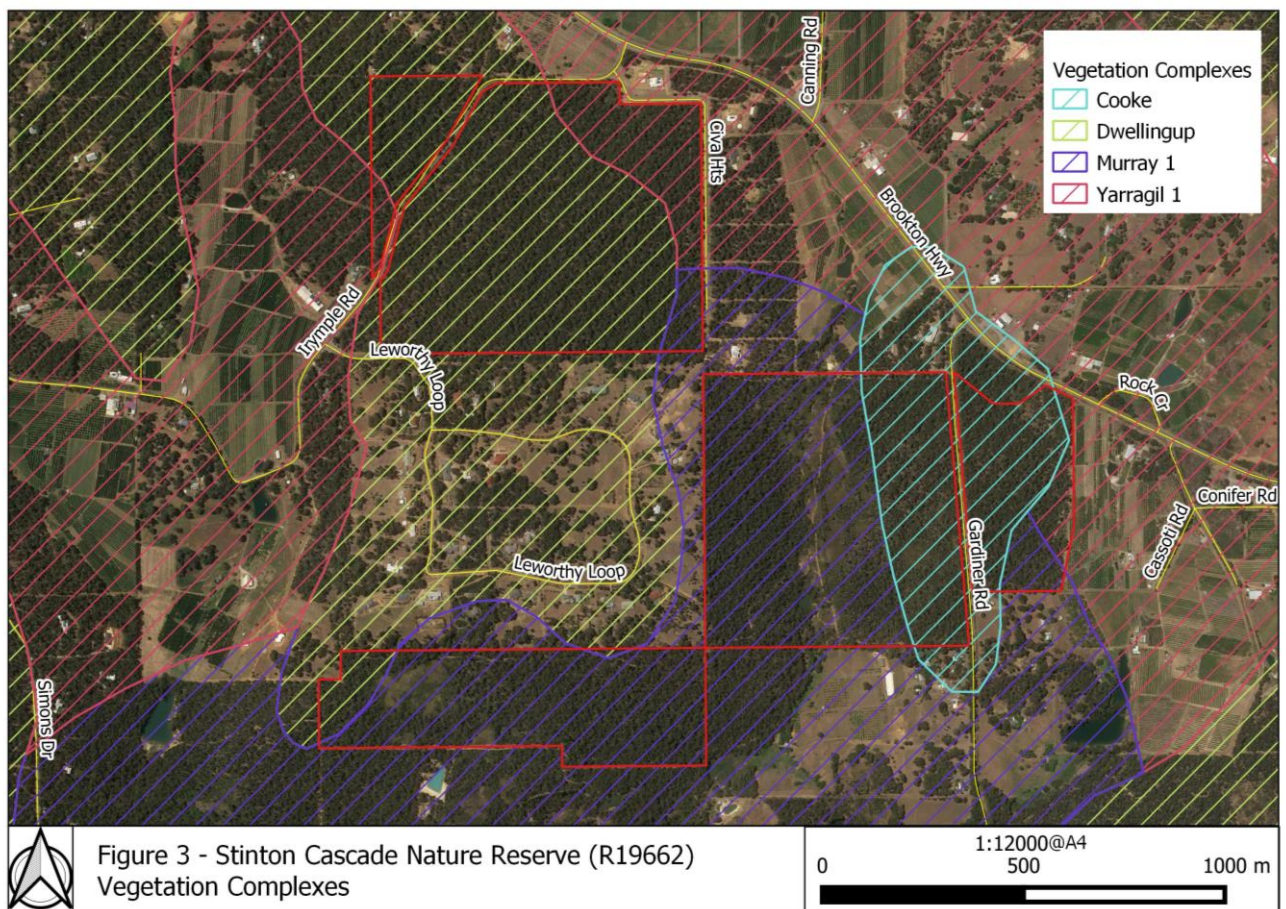 Canning Rd
Vegetation Complexes
Cooke
Dwellingup
Murray 1
Yarragil 1
Civa Hts
Brookton Hwy
Irymple Rd
Leworthy Loop
Rock Cr
Conifer Rd
Cassoti Rd
Leworthy Loop
Gardiner Rd
Simons Dr
Figure 3 - Stinton Cascade Nature Reserve (R19662)
Vegetation Complexes
1:12000@A4
0 500 1000 m